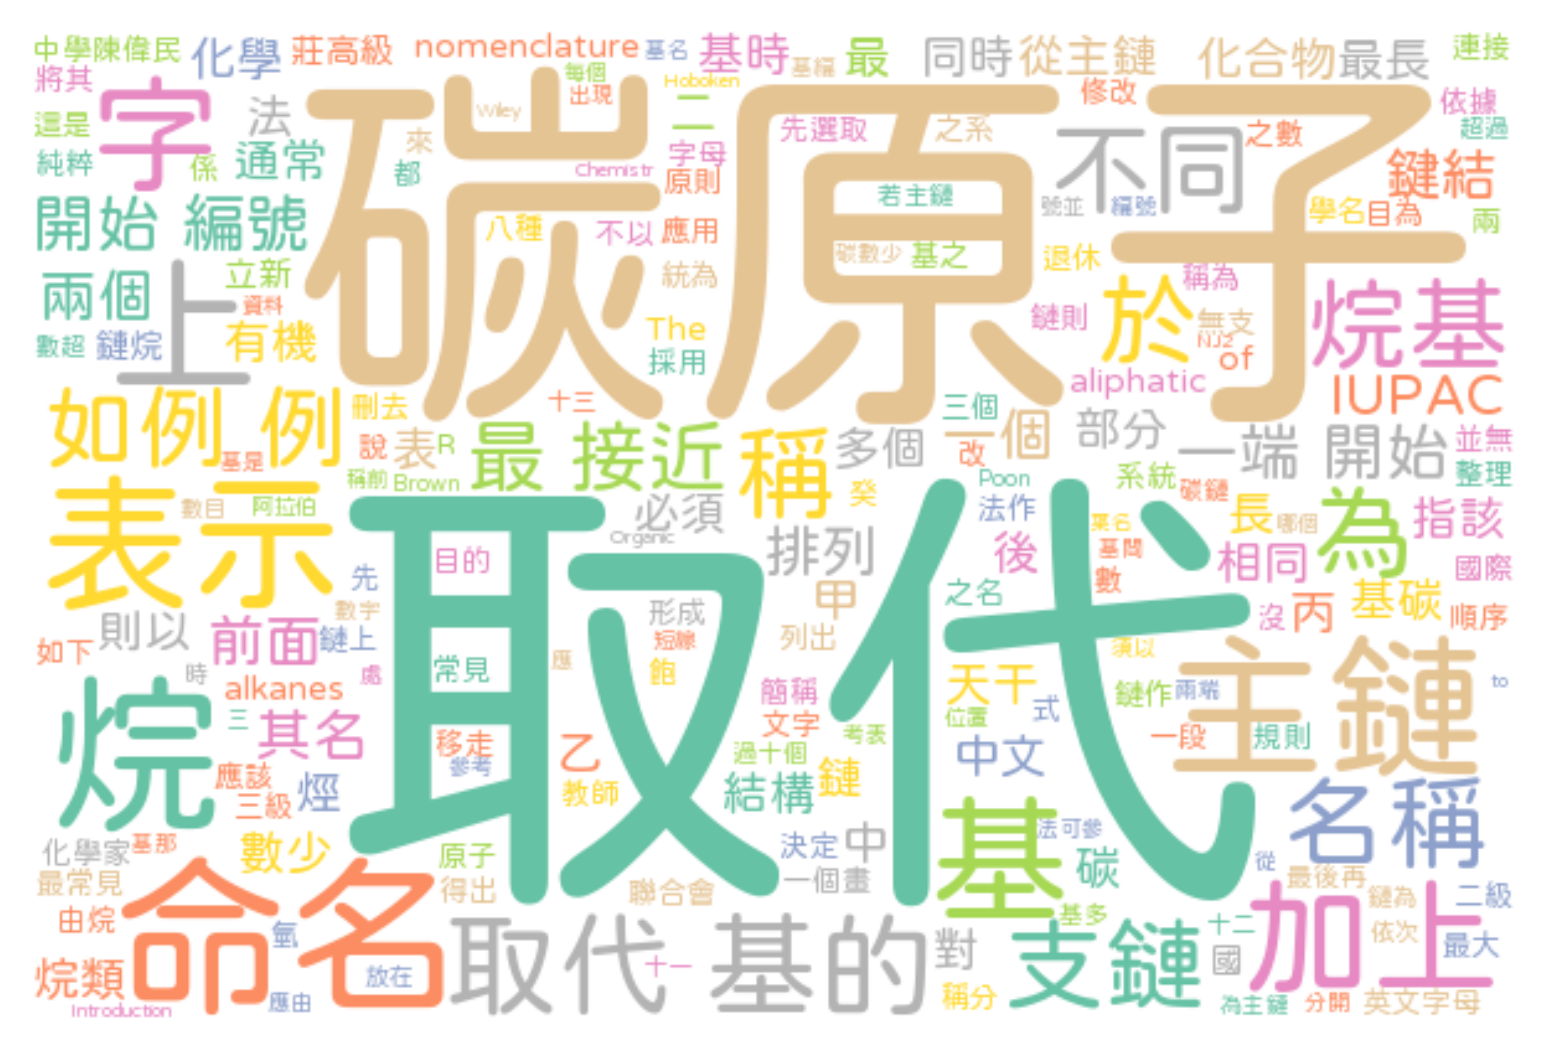 中學陳偉民 化學 莊高級 nomenclature 基名 基時 基編 最 同時 從主鏈 化合物 最長 連接
將其 字 法 每個 出現 Hoboken 二 修改 依據
這是 Wiley 先選取 之系 不同 之數 超過
純粹 係 通常 來 都 Chemistr 字母 原則 鍵結
碳原子
開始 編號 八種 不以 應用 若主鏈 號並 編號 學名 目為 兩
兩個 上 立新 資料 統為 碳數少 基之 退休 稱為 烷基
數超 鏈烷 有機 The 採用 鏈則 於 無支 NJ2 of
如例 例 刪去 十三 三個 aliphatic IUPAC
基是 說 表 R 最 接近 稱 多個 一個 改 部分 一端 開始 並無 整理
表示 數目 阿拉伯 稱前 Brown 必須 癸 Poon 系統 碳鏈 長 哪個 為 指該
先 目的 Organic 排列 法作 後 葉名 基間 數 相同 國際
取代
則以 前面 數字 鏈上 形成 短線 甲 列出 之名 沒 丙 基碳 順序
如下 時 處 常見 應 飽 須以 主鏈
烷 alkanes 三 其名 簡稱 文字 天干 位置 式 鏈作 兩端 to
應該 移走 參考 乙 過十個 考表 中文 一段 規則
三級 烴 教師 結構 鏈 名稱
化學家 基那 數少 原子 決定 中 基 法可參 碳 從
最常見 命名 得出 聯合會 一個畫 基多 最後再 加上 鏈為 二級
由烷 氫 取代 基的 十一 對 支鏈 十二 國 依次 最大
烷類 放在 稱分
Introduction 應由 為主鏈 分開 英文字母